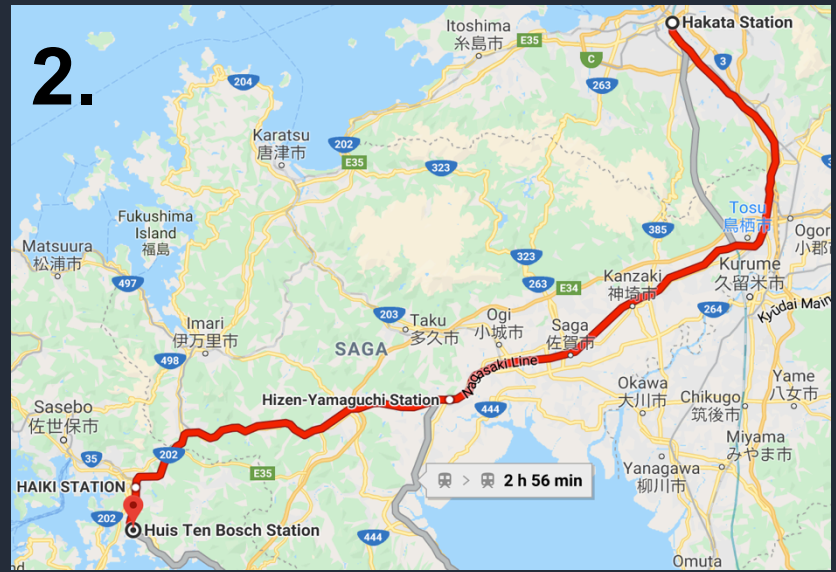 2.
Hakata Station
Itoshima
糸島市
E35
C
3
263
204
Karatsu
唐津市
202
E35
323
Tosu
鳥栖市
Ogor
小郡
385
Fukushima
Island
福島
Matsuura
松浦市
497
323
263
E34
Kanzaki
神埼市
Kurume
久留米市
264
Kyudai Main
203
Taku
多久市
Ogi
小城市
Saga
佐賀市
Imari
伊万里市
SAGA
498
Nagasaki Line
Hizen-Yamaguchi Station
444
Okawa
大川市
Chikugo
筑後市
Yame
八女市
Sasebo
佐世保市
Miyama
みやま市
35
202
E35
Yanagawa
柳川市
2 h 56 min
HAIKI STATION
202
Huis Ten Bosch Station
444
Omuta